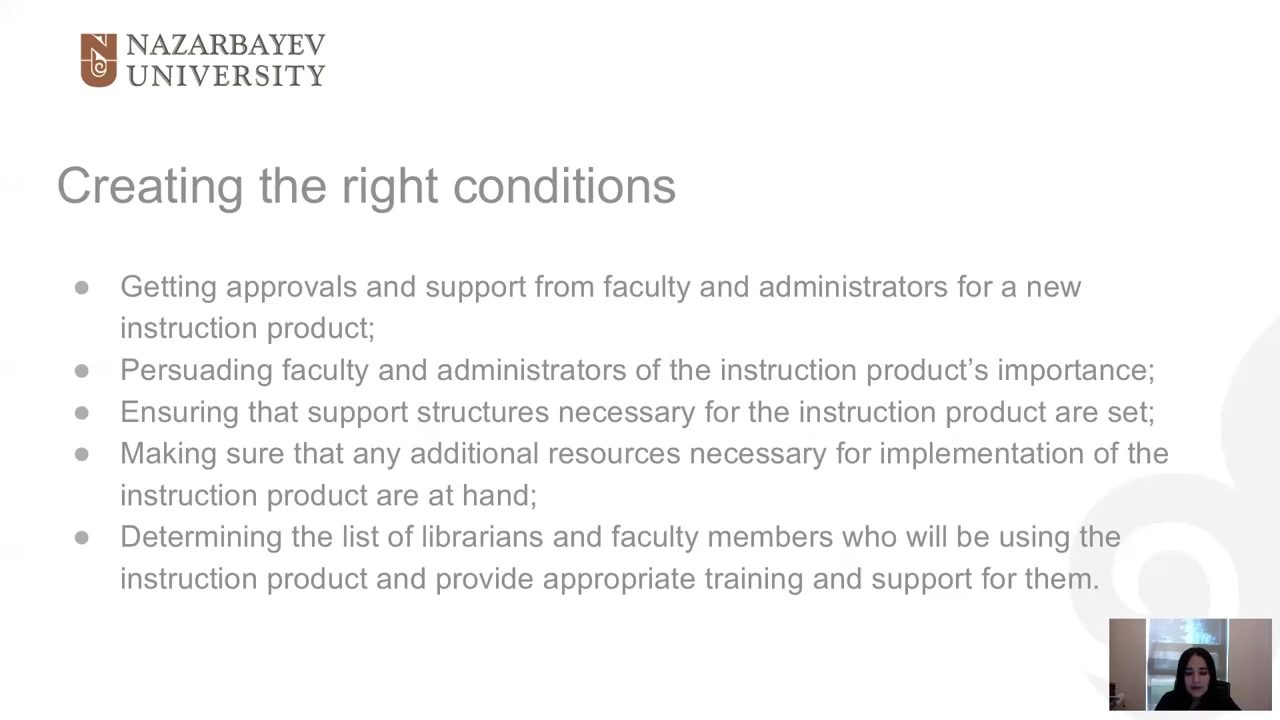 NAZARBAYEV
UNIVERSITY
Creating the right conditions
● Getting approvals and support from faculty and administrators for a new
instruction product;
● Persuading faculty and administrators of the instruction product’s importance;
● Ensuring that support structures necessary for the instruction product are set;
● Making sure that any additional resources necessary for implementation of the
instruction product are at hand;
● Determining the list of librarians and faculty members who will be using the
instruction product and provide appropriate training and support for them.